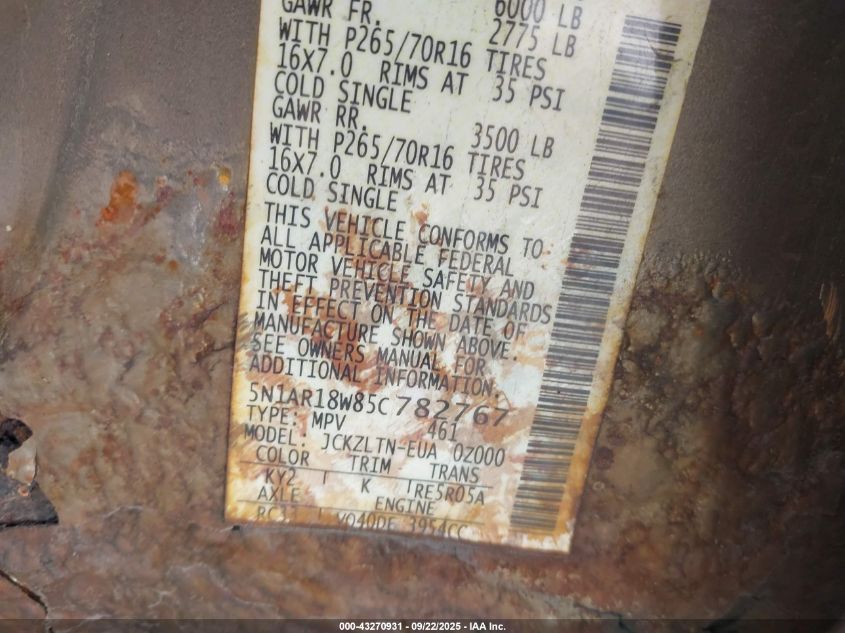 6000 LB
GAWR FR. 2775 LB
WITH P265/70R16 TIRES
16X7.0 RIMS AT 35 PSI
COLD SINGLE
GAWR RR. 3500 LB
WITH P265/70R16 TIRES
16X7.0 RIMS AT 35 PSI
COLD SINGLE
THIS VEHICLE CONFORMS TO
ALL APPLICABLE FEDERAL
MOTOR VEHICLE SAFETY AND
THEFT PREVENTION STANDARDS
IN EFFECT ON THE DATE OF
MANUFACTURE SHOWN ABOVE.
SEE OWNERS MANUAL FOR
ADDITIONAL INFORMATION.
5N1AR18W85C782767
TYPE: MPV 461
MODEL: JCKZLTN-EUA 0Z000
COLOR TRIM TRANS
KY2 K RE5R05A
AXLE ENGINE
VQ40DE 3954CC
000-43270931 - 09/22/2025 - IAA Inc.